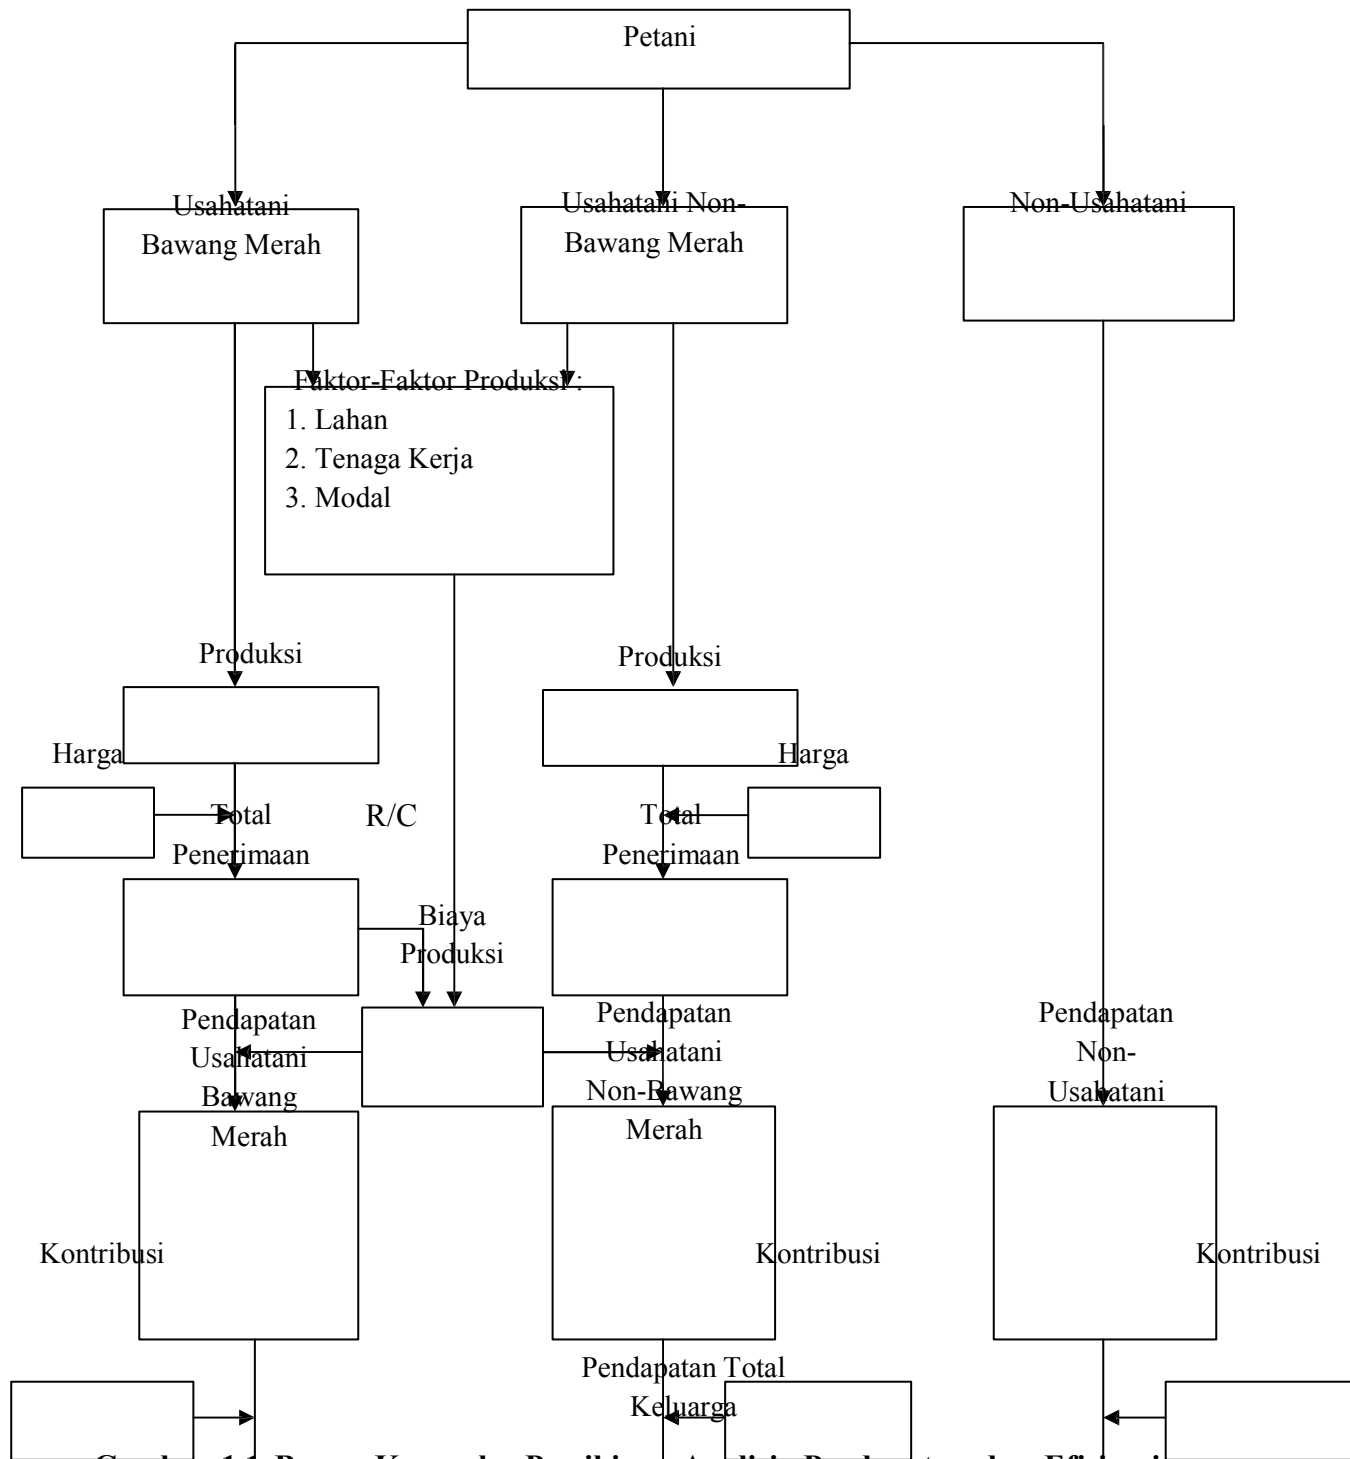 Petani
Usahatani
Bawang Merah
Usahatani Non-
Bawang Merah
Non-Usahatani
Faktor-Faktor Produksi :
1. Lahan
2. Tenaga Kerja
3. Modal
Produksi
Produksi
Harga
Harga
Total
Penerimaan
R/C
Total
Penerimaan
Biaya
Produksi
Pendapatan
Usahatani
Bawang
Merah
Pendapatan
Usahatani
Non-Bawang
Merah
Pendapatan
Non-
Usahatani
Kontribusi
Kontribusi
Kontribusi
Pendapatan Total
Keluarga